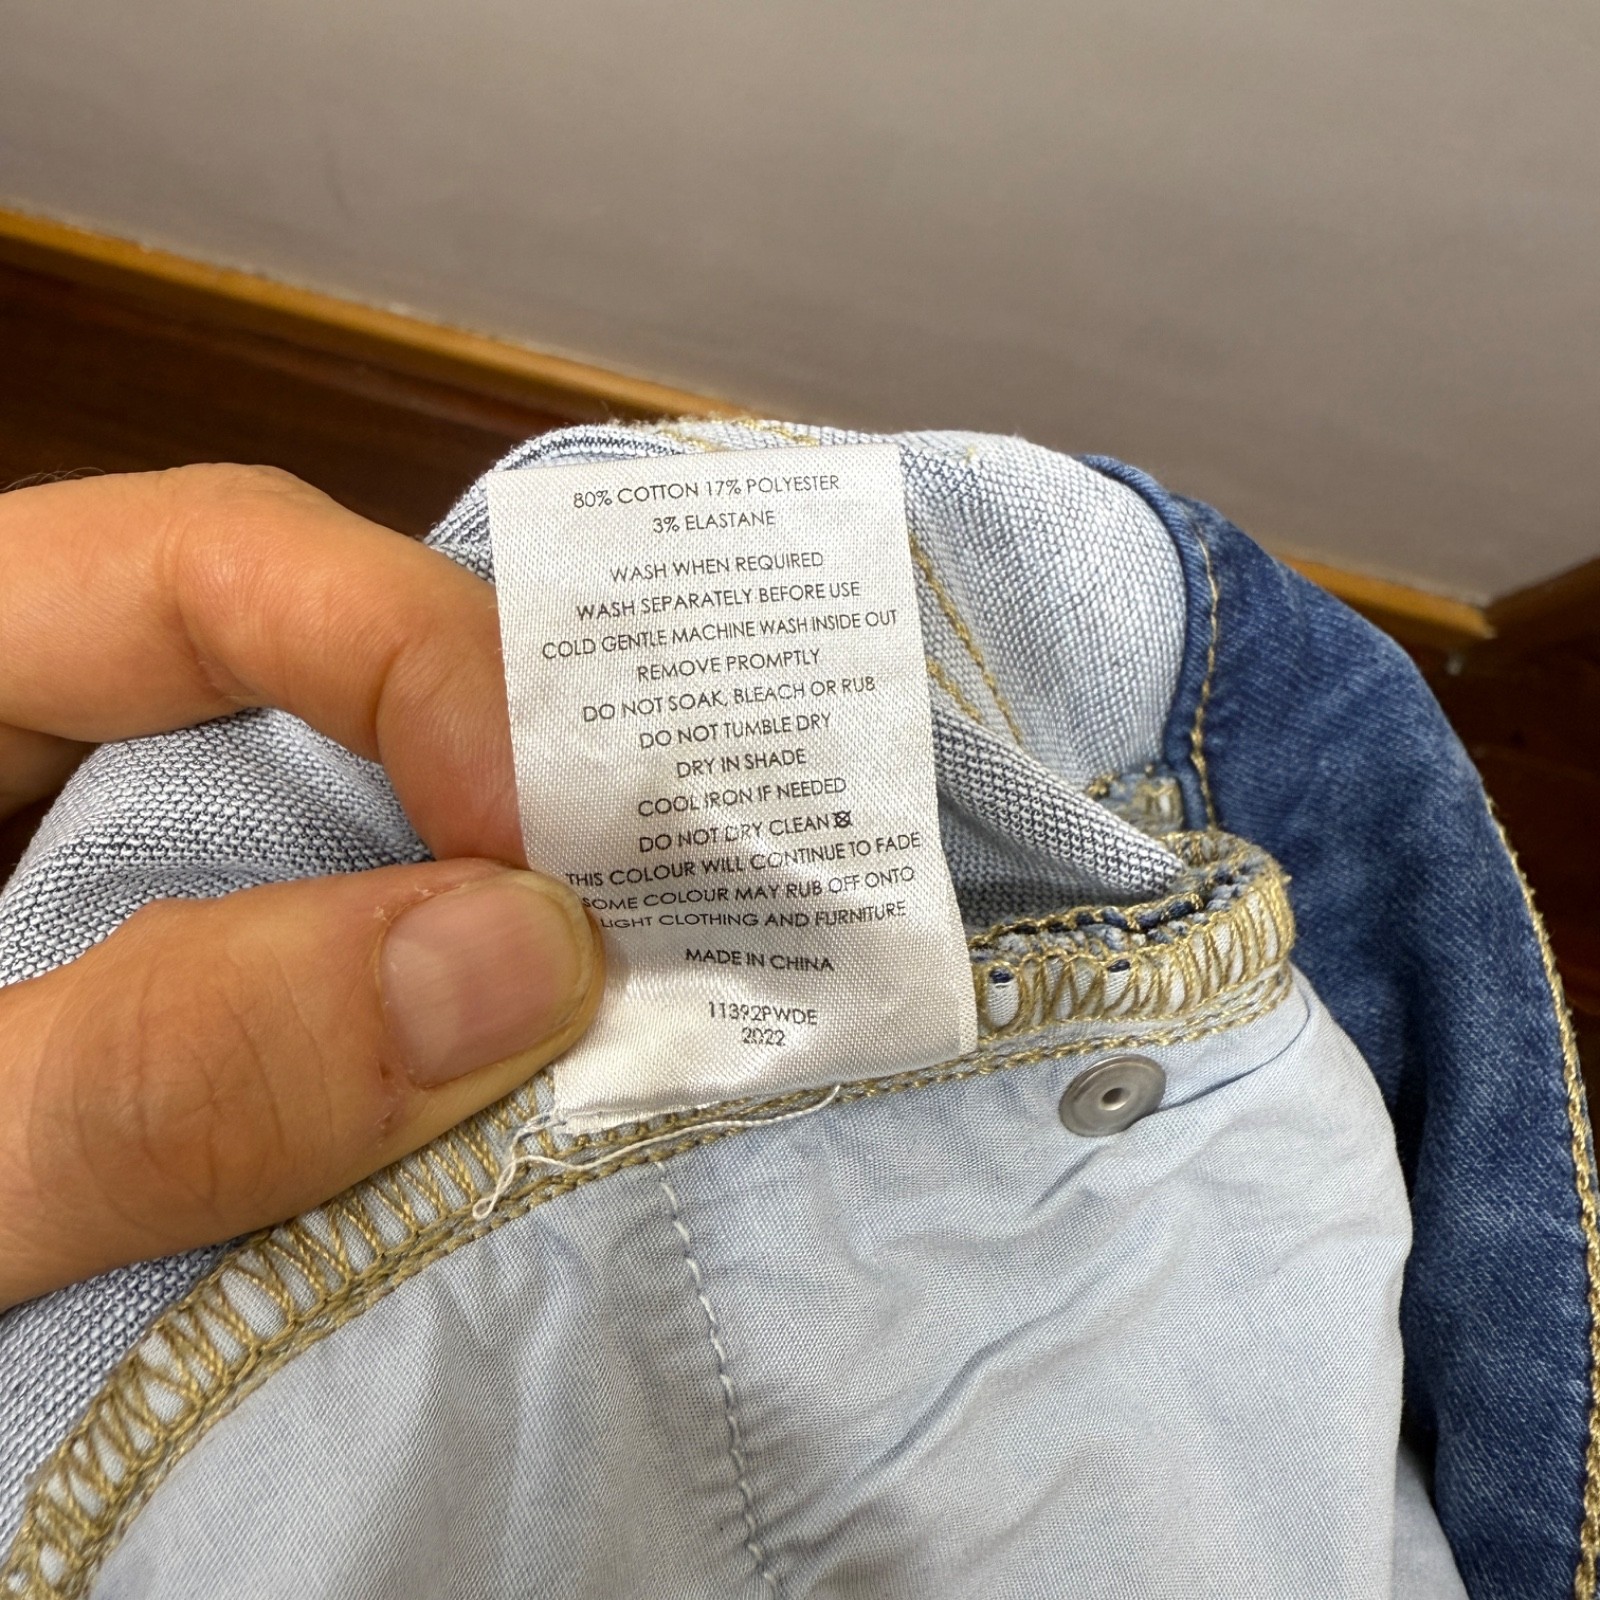 80% COTTON 17% POLYESTER
3% ELASTANE
WASH WHEN REQUIRED
WASH SEPARATELY BEFORE USE
COLD GENTLE MACHINE WASH INSIDE OUT
REMOVE PROMPTLY
DO NOT SOAK, BLEACH OR RUB
DO NOT TUMBLE DRY
DRY IN SHADE
COOL IRON IF NEEDED
DO NOT DRY CLEAN
THIS COLOUR WILL CONTINUE TO FADE
SOME COLOUR MAY RUB OFF ONTO
LIGHT CLOTHING AND FURNITURE
MADE IN CHINA
11392PWDE
2022